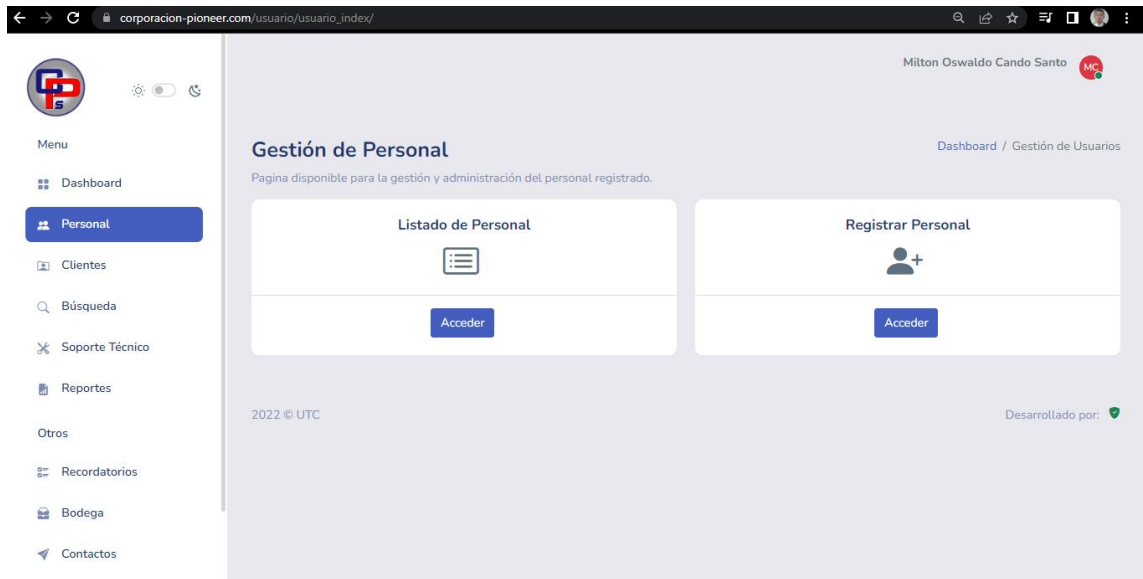 corporacion-pioneer.com/usuario/usuario_index/
CPPs
Milton Oswaldo Cando Santo
MC
Menu
Dashboard
Personal
Clientes
Búsqueda
Soporte Técnico
Reportes
Otros
Recordatorios
Bodega
Contactos
Gestión de Personal
Dashboard / Gestión de Usuarios
Pagina disponible para la gestión y administración del personal registrado.
Listado de Personal
Acceder
Registrar Personal
Acceder
2022 © UTC
Desarrollado por: